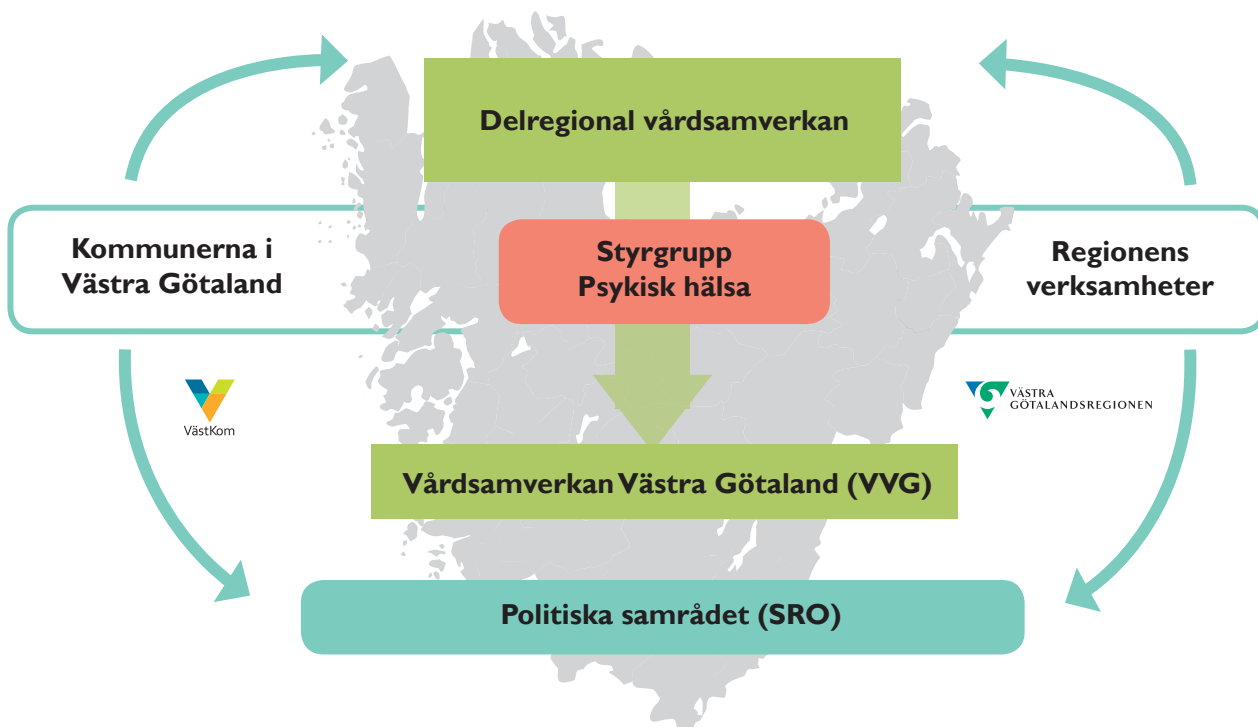 Delregional vårdsamverkan
Kommunerna i
Västra Götaland
Styrgrupp
Psykisk hälsa
Regionens
verksamheter
VästKom
VÄSTRA
GÖTALANDSREGIONEN
Vårdsamverkan Västra Götaland (VVG)
Politiska samrådet (SRO)